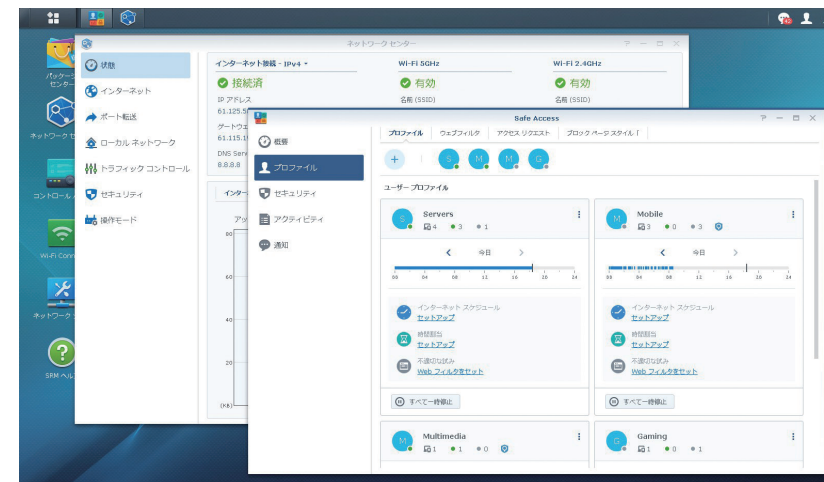 ネットワークセンター
パッケージ
センター
状態
インターネット
ポート転送
ローカル ネットワーク
トラフィック コントロール
セキュリティ
操作モード
インターネット接続 - IPv4
接続済
IP アドレス
61.125.5
ゲートウェ
61.115.1
DNS Serv
8.8.8.8
Wi-Fi 5GHz
有効
名前 (SSID)
Wi-Fi 2.4GHz
有効
名前 (SSID)
インター
80
60
40
20
(KB)
ネットワークセ
コントロール
Wi-Fi Conn
ネットワーク
SRM ヘル
Safe Access
概要
プロファイル
セキュリティ
アクティビティ
通知
プロファイル ウェブフィルタ アクセス リクエスト ブロック ページ スタイル
+ S M M G
ユーザー プロファイル
S
Servers
4 3 1
今日
00 04 08 12 16 20 24
インターネット スケジュール
セットアップ
時間割当
セットアップ
不適切な試み
Web フィルタをセット
すべて一時停止
M
Mobile
3 0 3
今日
00 04 08 12 16 20 24
インターネット スケジュール
セットアップ
時間割当
セットアップ
不適切な試み
Web フィルタをセット
すべて一時停止
M
Multimedia
1 1 0
G
Gaming
1 0 1